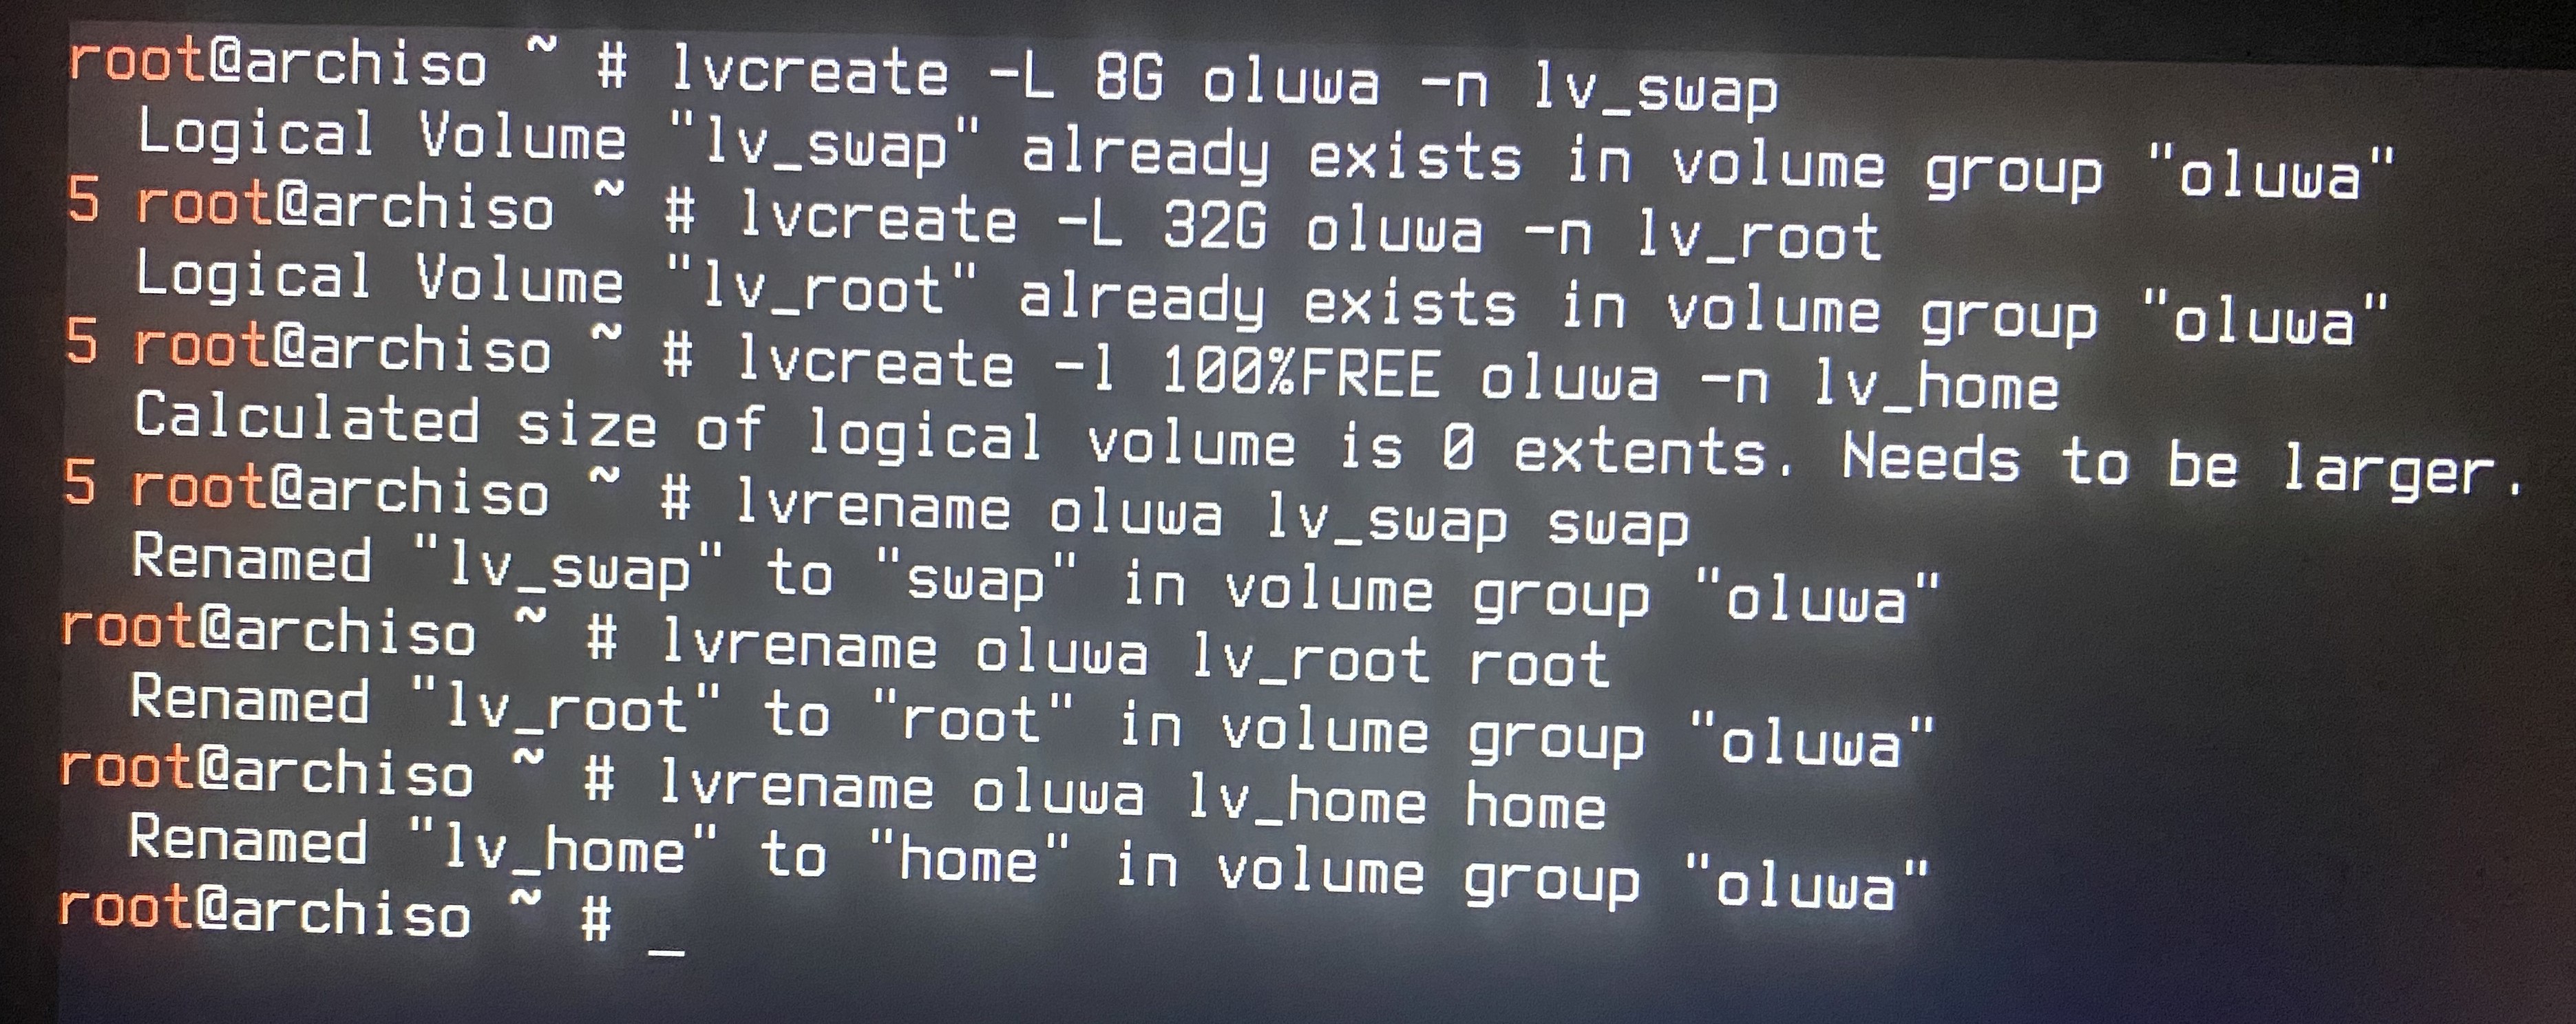 root@archiso ~ # lvcreate -L 8G oluwa -n lv_swap
  Logical Volume "lv_swap" already exists in volume group "oluwa"
5 root@archiso ~ # lvcreate -L 32G oluwa -n lv_root
  Logical Volume "lv_root" already exists in volume group "oluwa"
5 root@archiso ~ # lvcreate -l 100%FREE oluwa -n lv_home
  Calculated size of logical volume is 0 extents. Needs to be larger.
5 root@archiso ~ # lvrename oluwa lv_swap swap
  Renamed "lv_swap" to "swap" in volume group "oluwa"
root@archiso ~ # lvrename oluwa lv_root root
  Renamed "lv_root" to "root" in volume group "oluwa"
root@archiso ~ # lvrename oluwa lv_home home
  Renamed "lv_home" to "home" in volume group "oluwa"
root@archiso ~ # _